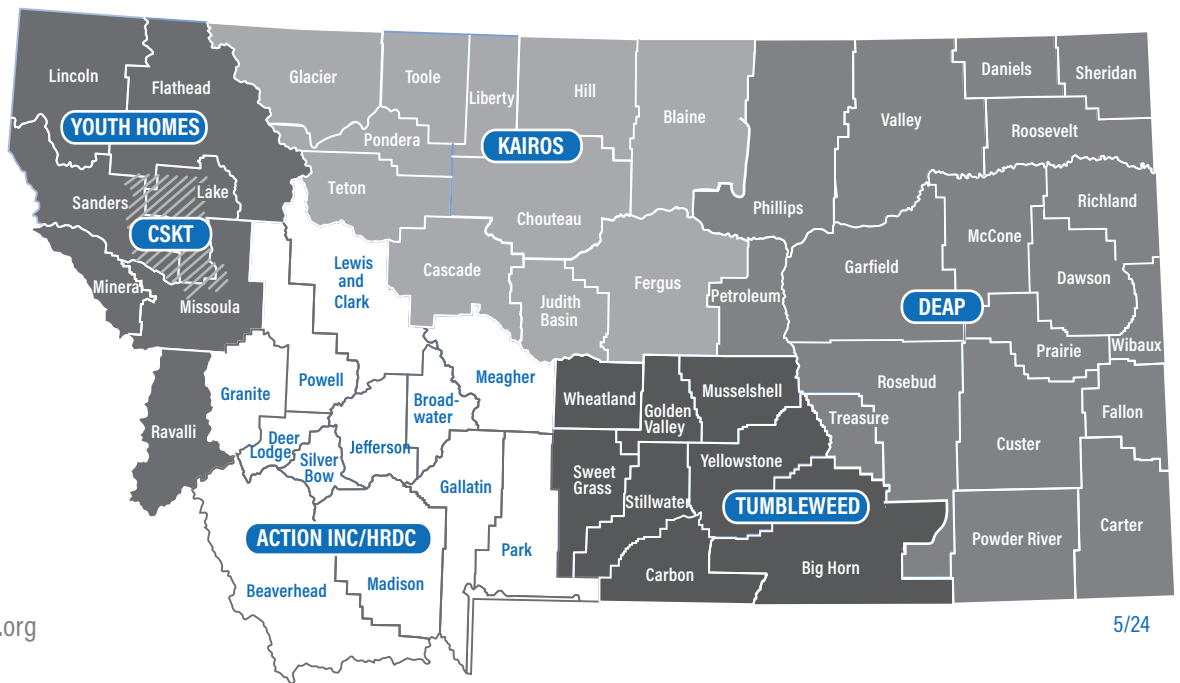 Lincoln
Flathead
YOUTH HOMES
Sanders
Lake
CSKT
Mineral
Missoula
Ravalli
Glacier
Toole
Liberty
Hill
Blaine
Pondera
KAIROS
Teton
Chouteau
Cascade
Judith
Basin
Fergus
Phillips
Valley
Daniels
Sheridan
Roosevelt
Richland
McCone
Garfield
Dawson
Petroleum
DEAP
Prairie
Wibaux
Rosebud
Treasure
Custer
Fallon
Powder River
Carter
Lewis
and
Clark
Powell
Granite
Meagher
Broad-
water
Deer
Lodge
Silver
Bow
Jefferson
Gallatin
Park
ACTION INC/HRDC
Beaverhead
Madison
Wheatland
Golden
Valley
Musselshell
Sweet
Grass
Stillwater
Yellowstone
TUMBLEWEED
Carbon
Big Horn
.org
5/24